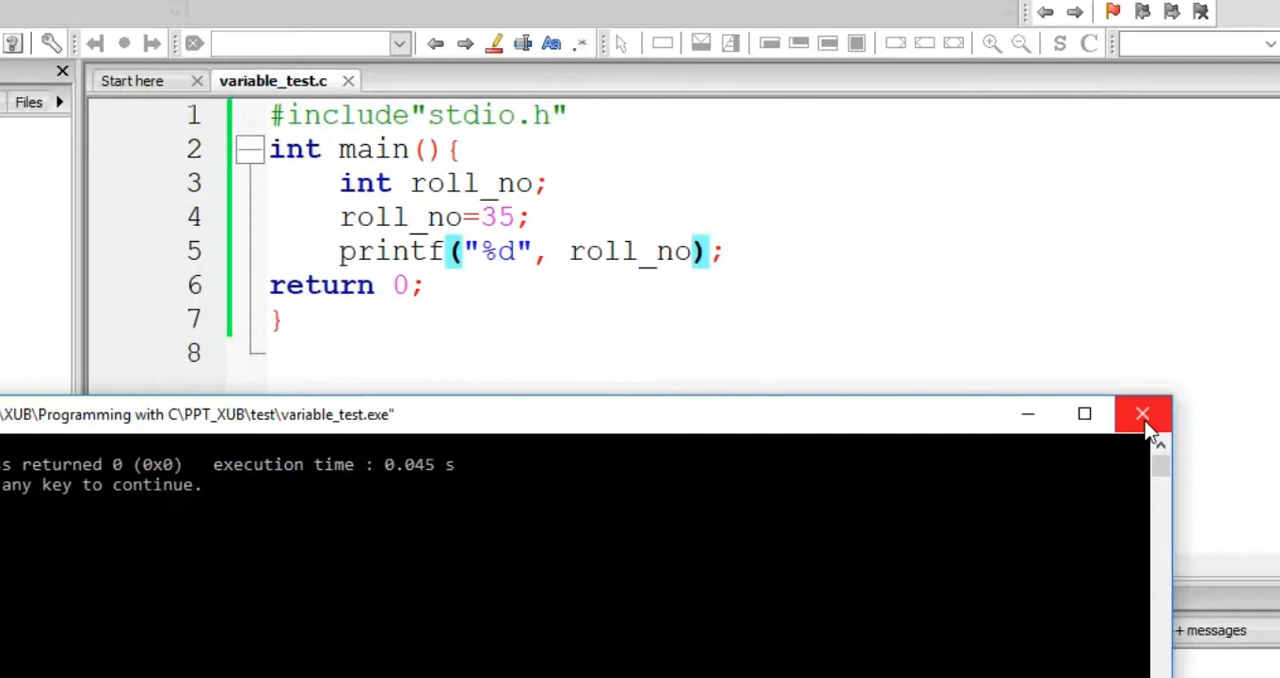 Start here
variable_test.c
Files
1 #include"stdio.h"
2 int main(){
3 int roll_no;
4 roll_no=35;
5 printf("%d", roll_no);
6 return 0;
7 }
8
\XUB\Programming with C\PPT_XUB\test\variable_test.exe"
s returned 0 (0x0) execution time : 0.045 s
any key to continue.
+ messages
S C
Aa
.*